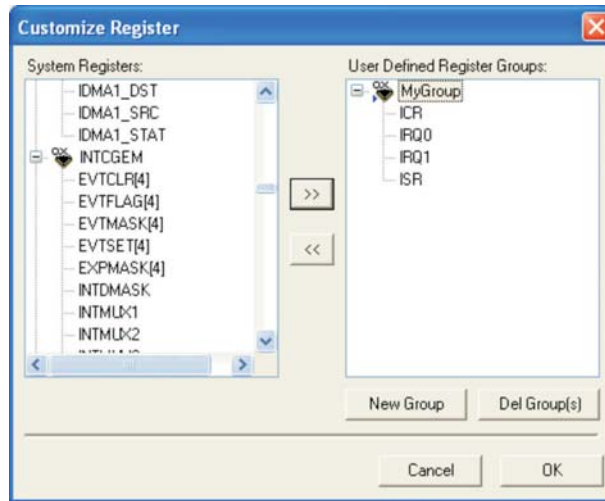 Customize Register
System Registers:
IDMA1_DST
IDMA1_SRC
IDMA1_STAT
INTCGEM
EVTCLR[4]
EVTFLAG[4]
EVTMASK[4]
EVTSET[4]
EXPMASK[4]
INTDMASK
INTMUX1
INTMUX2
>>
<<
User Defined Register Groups:
MyGroup
ICR
IRQ0
IRQ1
ISR
New Group
Del Group(s)
Cancel
OK